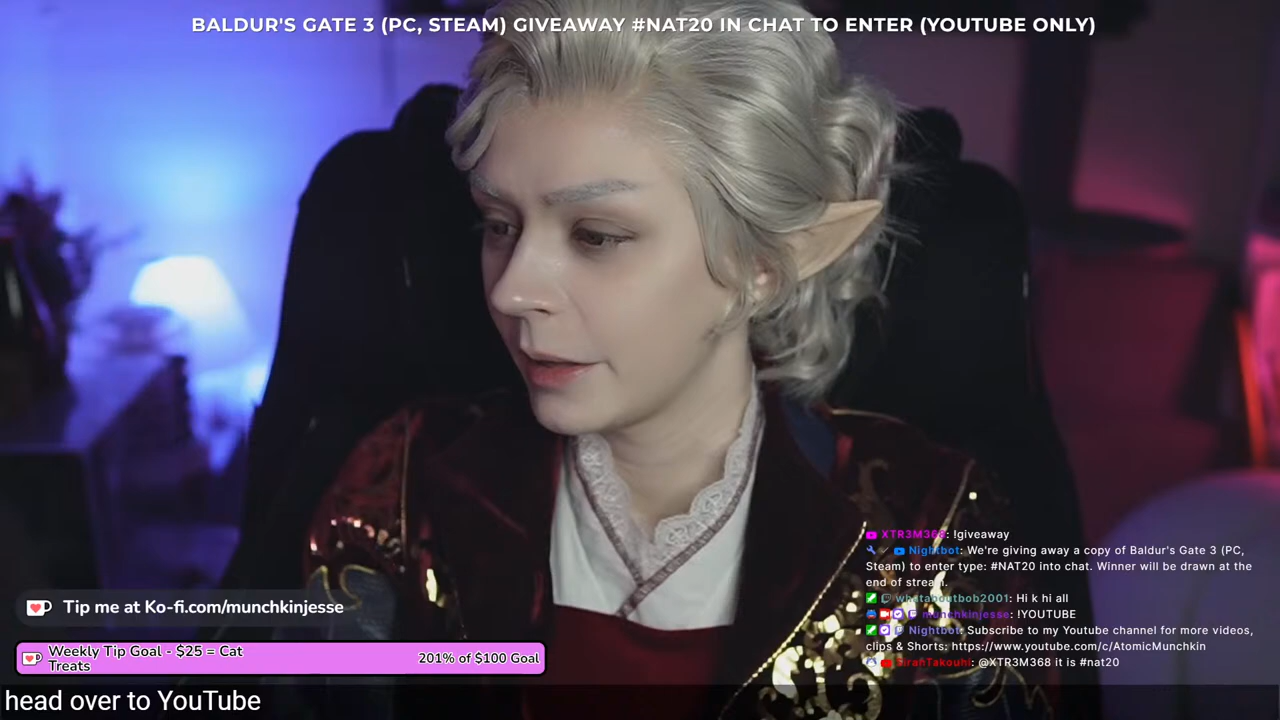 BALDUR'S GATE 3 (PC, STEAM) GIVEAWAY #NAT20 IN CHAT TO ENTER (YOUTUBE ONLY)
XTR3M368: !giveaway
Nightbot: We're giving away a copy of Baldur's Gate 3 (PC,
Steam) to enter type: #NAT20 into chat. Winner will be drawn at the
end of stream.
whataboutbob2001: Hi k hi all
munchkinjesse: !YOUTUBE
Nightbot: Subscribe to my Youtube channel for more videos,
clips & Shorts: https://www.youtube.com/c/AtomicMunchkin
SiranTakouhi: @XTR3M368 it is #nat20
Tip me at Ko-fi.com/munchkinjesse
Weekly Tip Goal - $25 = Cat
Treats
201% of $100 Goal
head over to YouTube